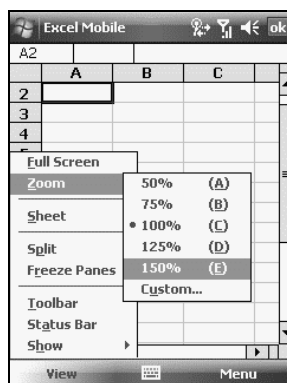 Excel Mobile ok
A2
A B C
2
3
4
Full Screen
Zoom
Sheet
Split
Freeze Panes
Toolbar
Status Bar
Show
50% (A)
75% (B)
• 100% (C)
125% (D)
150% (E)
Custom...
View Menu